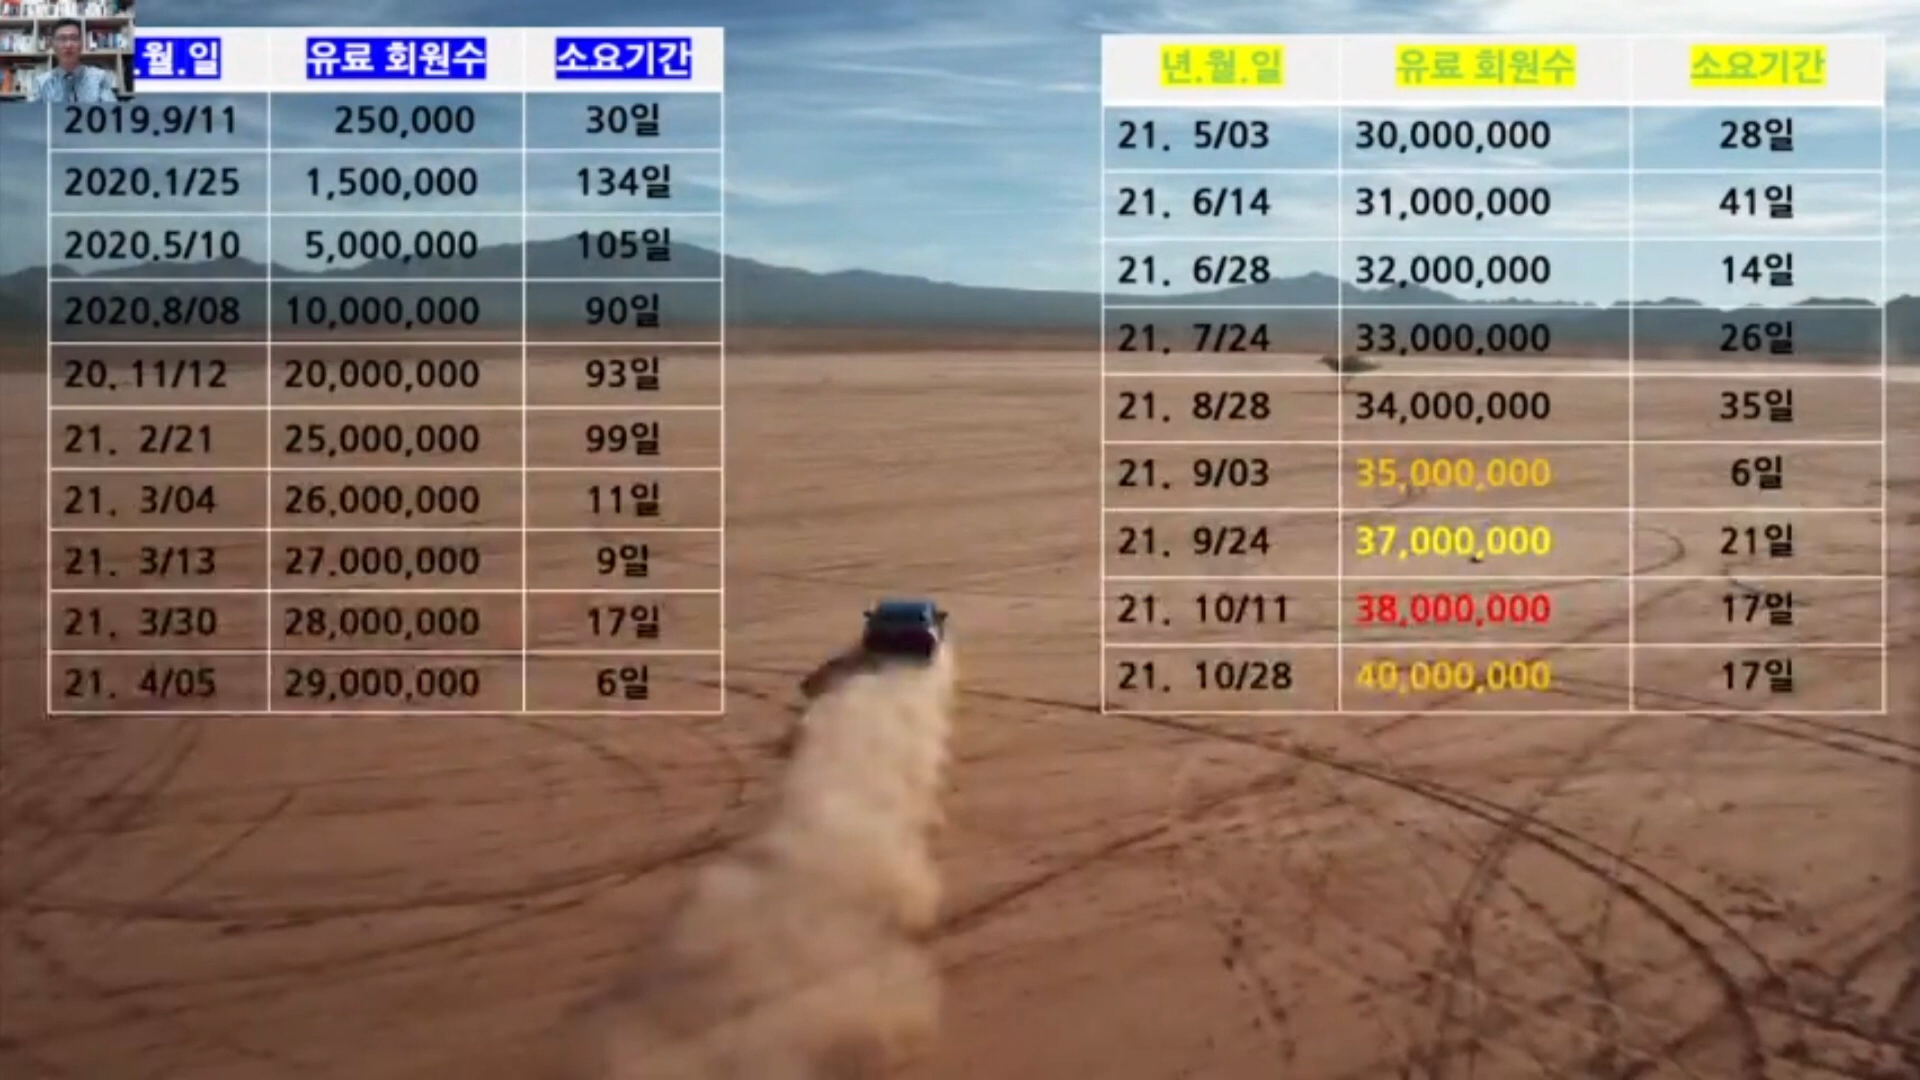 .월.일 유료 회원수 소요기간
2019.9/11 250,000 30일
2020.1/25 1,500,000 134일
2020.5/10 5,000,000 105일
2020.8/08 10,000,000 90일
20. 11/12 20,000,000 93일
21. 2/21 25,000,000 99일
21. 3/04 26,000,000 11일
21. 3/13 27.000,000 9일
21. 3/30 28,000,000 17일
21. 4/05 29,000,000 6일
년.월.일 유료 회원수 소요기간
21. 5/03 30,000,000 28일
21. 6/14 31,000,000 41일
21. 6/28 32,000,000 14일
21. 7/24 33,000,000 26일
21. 8/28 34,000,000 35일
21. 9/03 35,000,000 6일
21. 9/24 37,000,000 21일
21. 10/11 38,000,000 17일
21. 10/28 40,000,000 17일